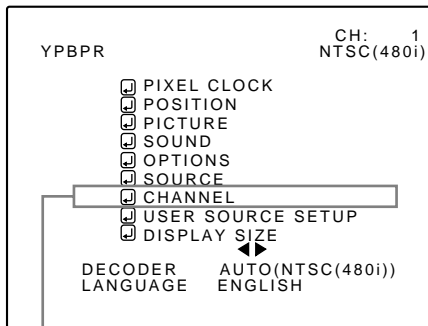 CH: 1
YPBPR NTSC(480i)
PIXEL CLOCK
POSITION
PICTURE
SOUND
OPTIONS
SOURCE
CHANNEL
USER SOURCE SETUP
DISPLAY SIZE
DECODER AUTO(NTSC(480i))
LANGUAGE ENGLISH